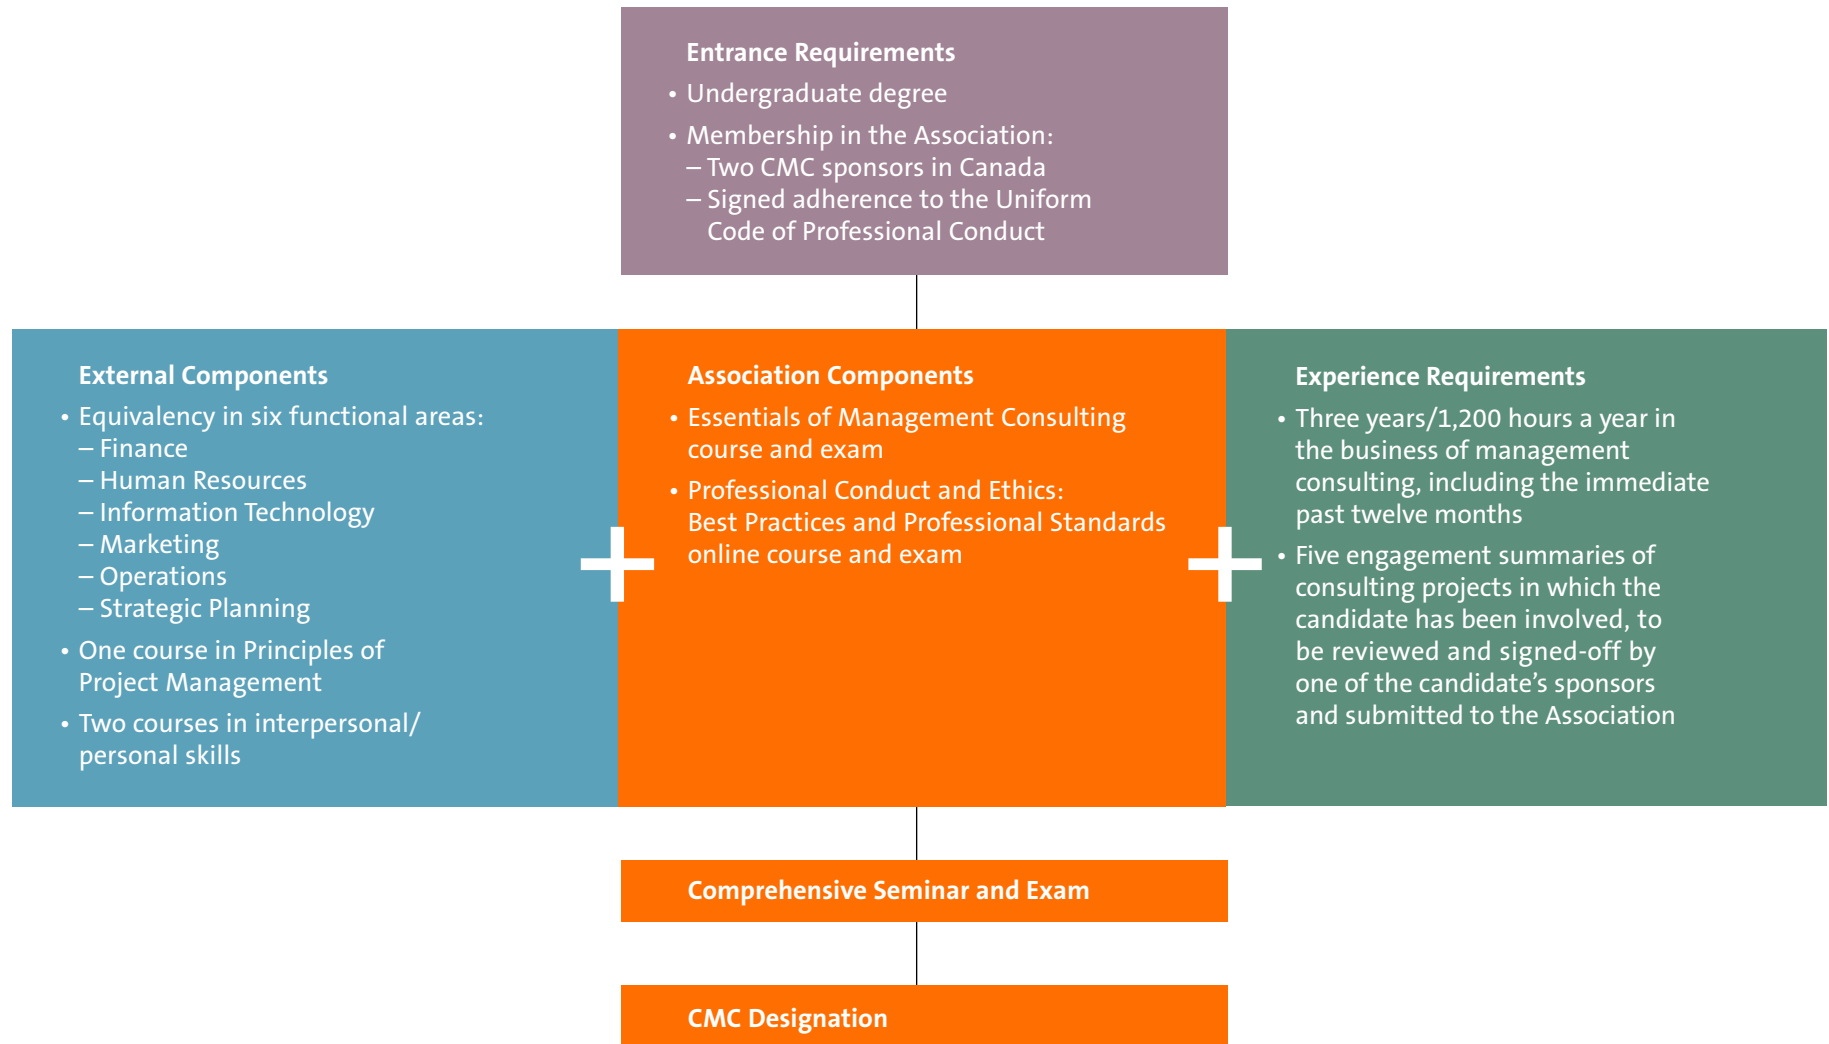 Entrance Requirements
• Undergraduate degree
• Membership in the Association:
– Two CMC sponsors in Canada
– Signed adherence to the Uniform
Code of Professional Conduct
External Components
• Equivalency in six functional areas:
– Finance
– Human Resources
– Information Technology
– Marketing
– Operations
– Strategic Planning
• One course in Principles of
Project Management
• Two courses in interpersonal/
personal skills
+
Association Components
• Essentials of Management Consulting
course and exam
• Professional Conduct and Ethics:
Best Practices and Professional Standards
online course and exam
+
Experience Requirements
• Three years/1,200 hours a year in
the business of management
consulting, including the immediate
past twelve months
• Five engagement summaries of
consulting projects in which the
candidate has been involved, to
be reviewed and signed-off by
one of the candidate’s sponsors
and submitted to the Association
Comprehensive Seminar and Exam
CMC Designation